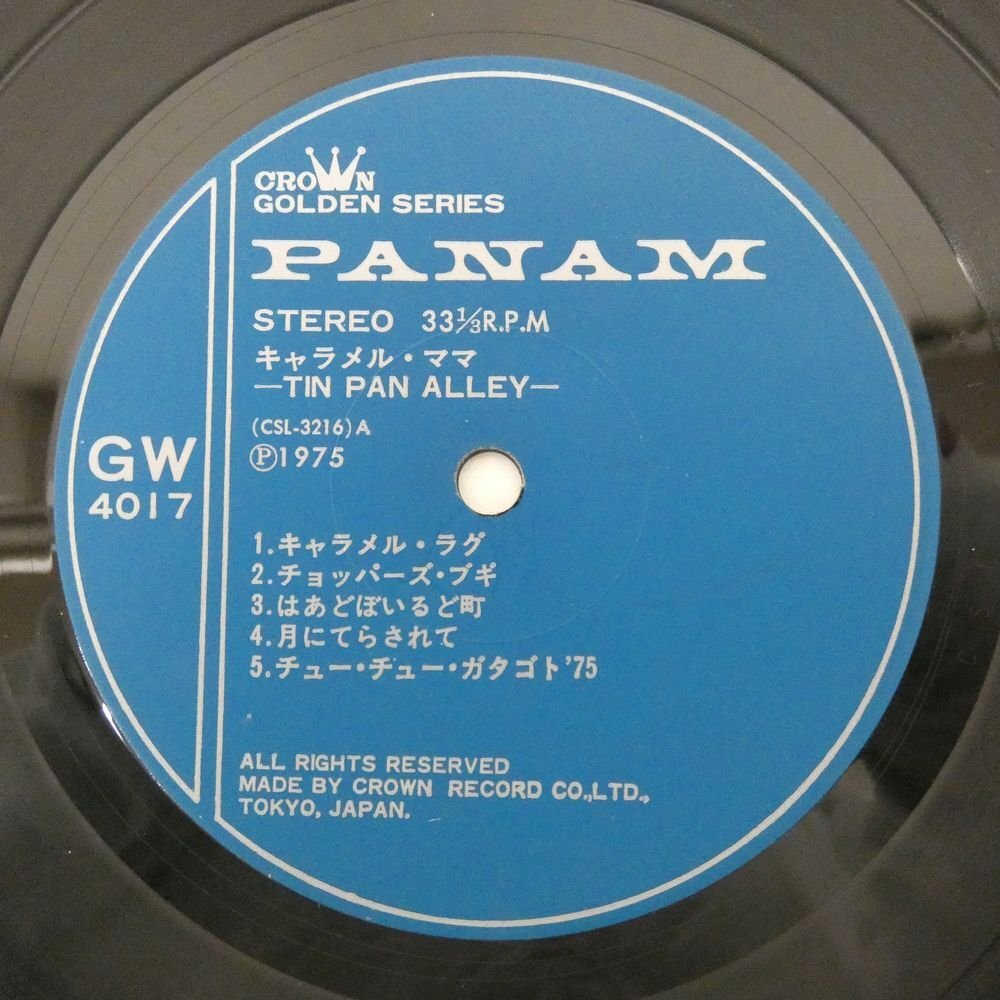 CROWN
GOLDEN SERIES
PANAM
STEREO 33⅓R.P.M
キャラメル・ママ
—TIN PAN ALLEY—
(CSL-3216)A
Ⓟ1975
GW
4017
1.キャラメル・ラグ
2.チョッパーズ・ブギ
3.はあどぼいるど町
4.月にてらされて
5.チュー・チュー・ガタゴト'75
ALL RIGHTS RESERVED
MADE BY CROWN RECORD CO.,LTD.,
TOKYO, JAPAN.